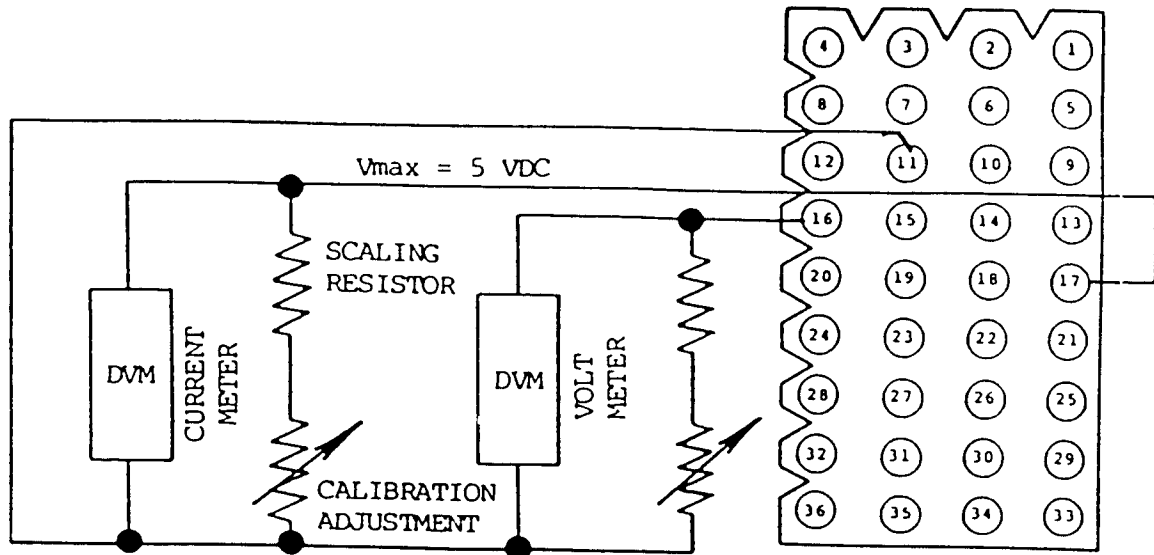 4 3 2 1
8 7 6 5
12 11 10 9
Vmax = 5 VDC
16 15 14 13
SCALING
RESISTOR
20 19 18 17
DVM
CURRENT
METER
DVM
VOLT
METER
24 23 22 21
28 27 26 25
32 31 30 29
CALIBRATION
ADJUSTMENT
36 35 34 33